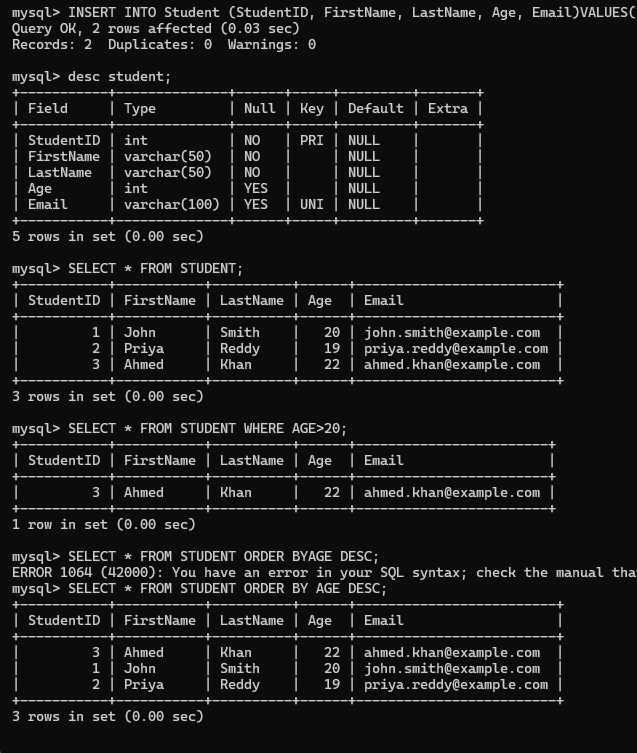 mysql> INSERT INTO Student (StudentID, FirstName, LastName, Age, Email)VALUES(
Query OK, 2 rows affected (0.03 sec)
Records: 2  Duplicates: 0  Warnings: 0
mysql> desc student;
+-----------+--------------+------+-----+---------+-------+
| Field     | Type         | Null | Key | Default | Extra |
+-----------+--------------+------+-----+---------+-------+
| StudentID | int          | NO   | PRI | NULL    |       |
| FirstName | varchar(50)  | NO   |     | NULL    |       |
| LastName  | varchar(50)  | NO   |     | NULL    |       |
| Age       | int          | YES  |     | NULL    |       |
| Email     | varchar(100) | YES  | UNI | NULL    |       |
+-----------+--------------+------+-----+---------+-------+
5 rows in set (0.00 sec)
mysql> SELECT * FROM STUDENT;
+-----------+-----------+----------+------+-------------------------+
| StudentID | FirstName | LastName | Age  | Email                   |
+-----------+-----------+----------+------+-------------------------+
|         1 | John      | Smith    |   20 | john.smith@example.com  |
|         2 | Priya     | Reddy    |   19 | priya.reddy@example.com |
|         3 | Ahmed     | Khan     |   22 | ahmed.khan@example.com  |
+-----------+-----------+----------+------+-------------------------+
3 rows in set (0.00 sec)
mysql> SELECT * FROM STUDENT WHERE AGE>20;
+-----------+-----------+----------+------+------------------------+
| StudentID | FirstName | LastName | Age  | Email                  |
+-----------+-----------+----------+------+------------------------+
|         3 | Ahmed     | Khan     |   22 | ahmed.khan@example.com |
+-----------+-----------+----------+------+------------------------+
1 row in set (0.00 sec)
mysql> SELECT * FROM STUDENT ORDER BYAGE DESC;
ERROR 1064 (42000): You have an error in your SQL syntax; check the manual tha
mysql> SELECT * FROM STUDENT ORDER BY AGE DESC;
+-----------+-----------+----------+------+-------------------------+
| StudentID | FirstName | LastName | Age  | Email                   |
+-----------+-----------+----------+------+-------------------------+
|         3 | Ahmed     | Khan     |   22 | ahmed.khan@example.com  |
|         1 | John      | Smith    |   20 | john.smith@example.com  |
|         2 | Priya     | Reddy    |   19 | priya.reddy@example.com |
+-----------+-----------+----------+------+-------------------------+
3 rows in set (0.00 sec)